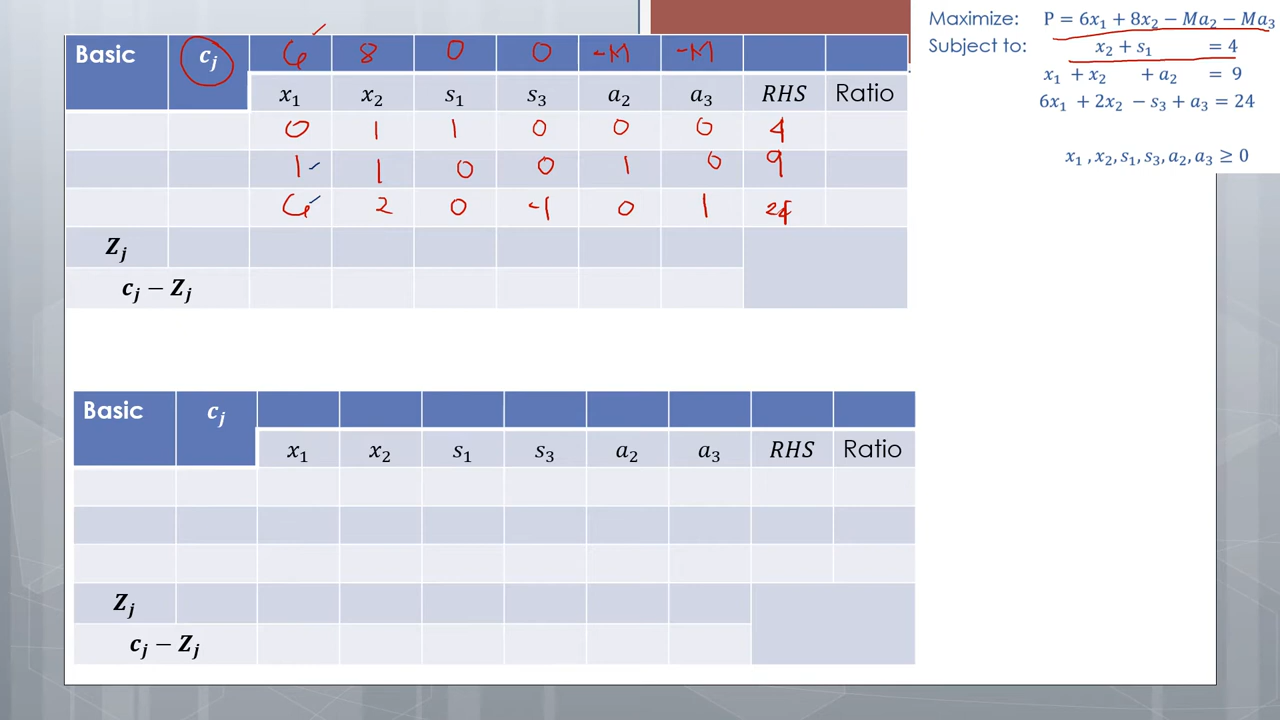 Maximize: P = 6x₁ + 8x₂ − Ma₂ − Ma₃
Subject to: x₂ + s₁ = 4
x₁ + x₂ + a₂ = 9
6x₁ + 2x₂ − s₃ + a₃ = 24
x₁ , x₂, s₁, s₃, a₂, a₃ ≥ 0
Basic cⱼ 6 8 0 0 -M -M
x₁ x₂ s₁ s₃ a₂ a₃ RHS Ratio
0 1 1 0 0 0 4
1 1 0 0 1 0 9
6 2 0 -1 0 1 24
Zⱼ
cⱼ − Zⱼ
Basic cⱼ
x₁ x₂ s₁ s₃ a₂ a₃ RHS Ratio
Zⱼ
cⱼ − Zⱼ